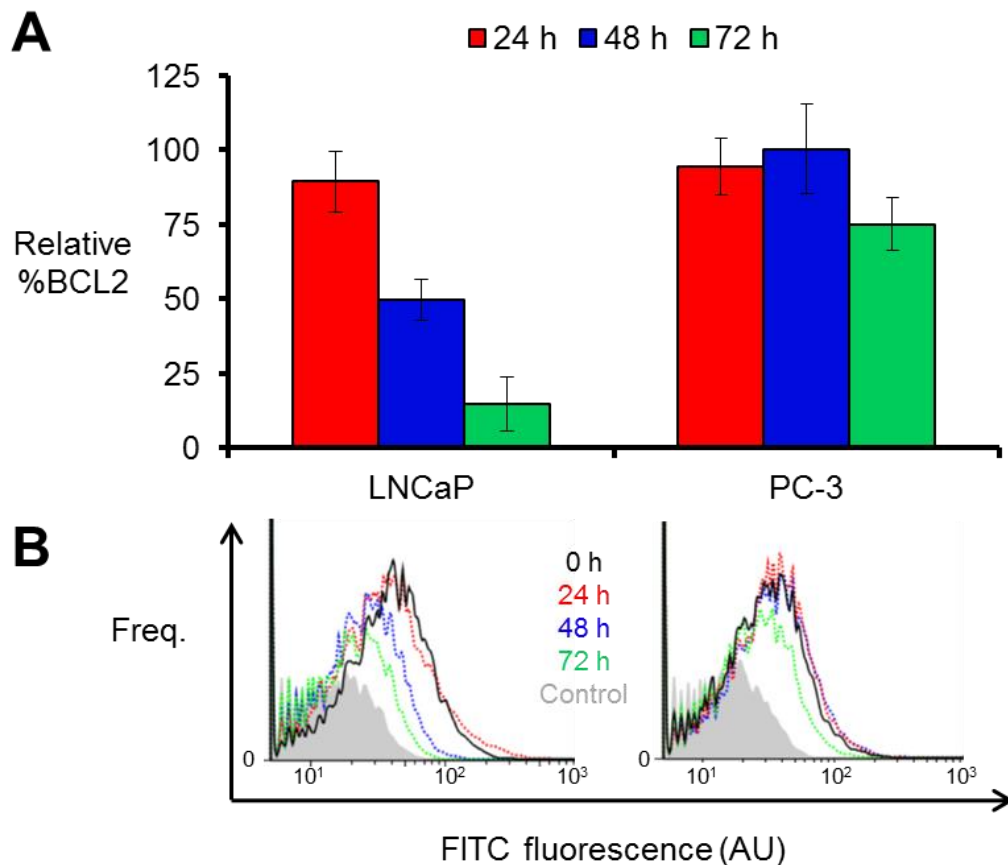 A
24 h 48 h 72 h
125
100
75
50
25
0
Relative
%BCL2
LNCaP PC-3
B
Freq.
0 h
24 h
48 h
72 h
Control
0 0
10¹ 10² 10³ 10¹ 10² 10³
FITC fluorescence (AU)